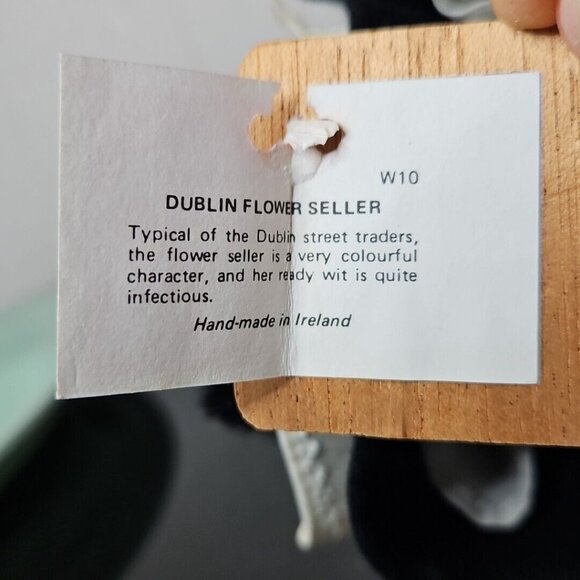 W10
DUBLIN FLOWER SELLER
Typical of the Dublin street traders,
the flower seller is a very colourful
character, and her ready wit is quite
infectious.
Hand-made in Ireland